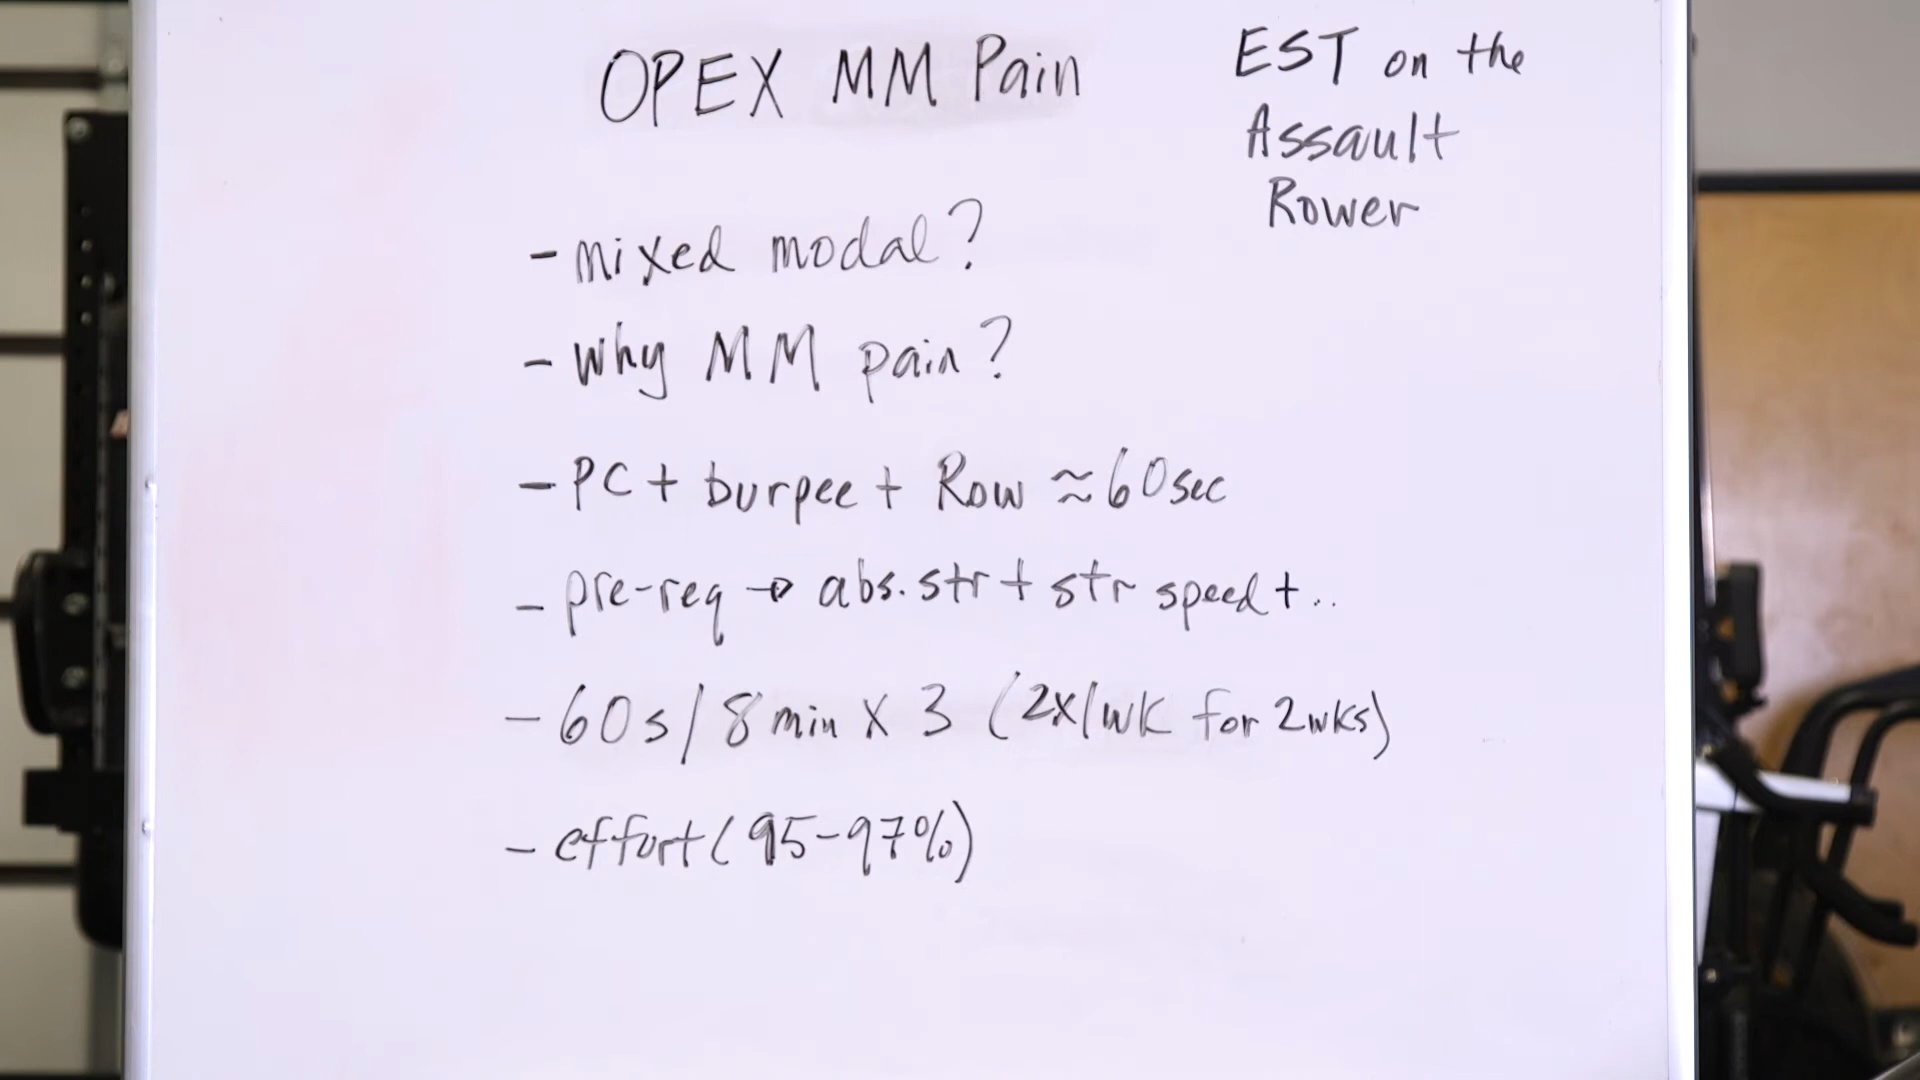 OPEX MM Pain
EST on the
Assault
Rower
- mixed modal?
- why MM pain?
- PC + burpee + Row ≈ 60sec
- pre-req → abs. str + str speed + ..
- 60s / 8 min x 3 (2x/wk for 2wks)
- effort (95-97%)